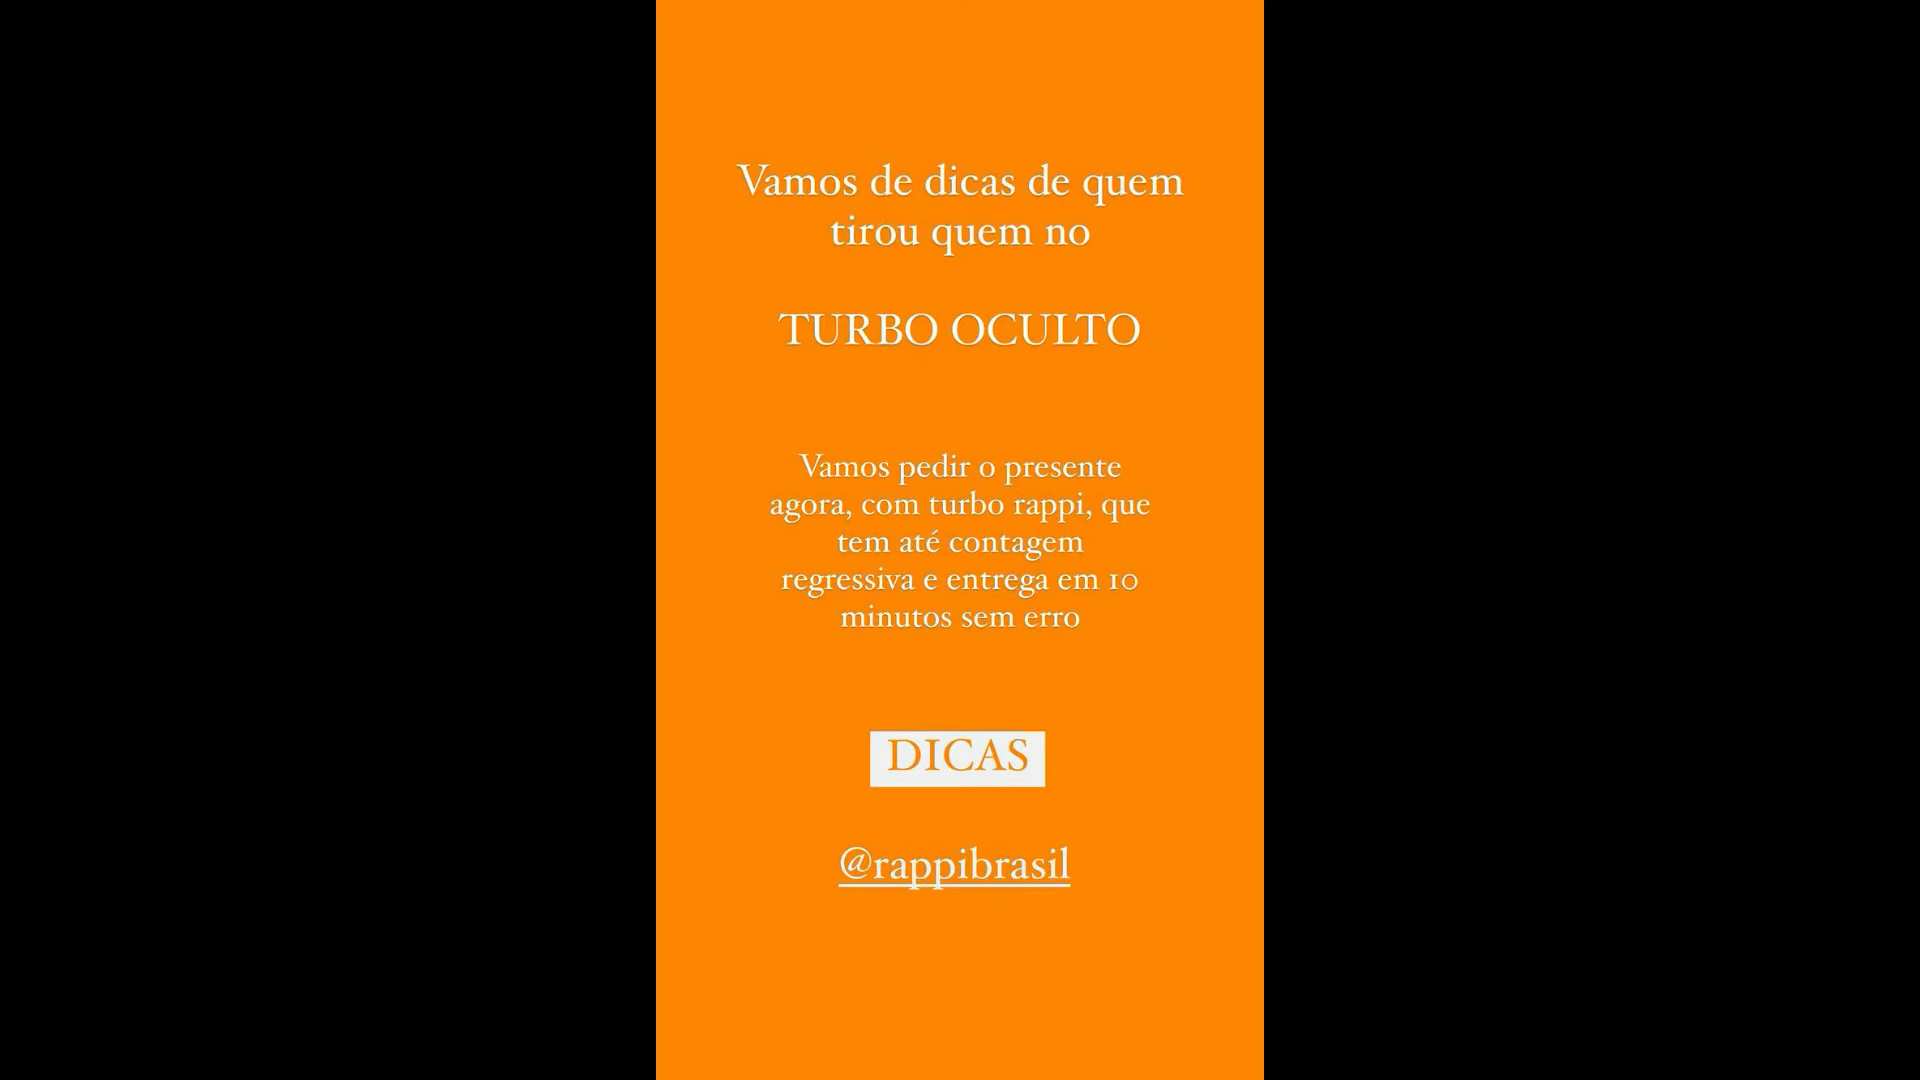 Vamos de dicas de quem
tirou quem no
TURBO OCULTO
Vamos pedir o presente
agora, com turbo rappi, que
tem até contagem
regressiva e entrega em 10
minutos sem erro
DICAS
@rappibrasil